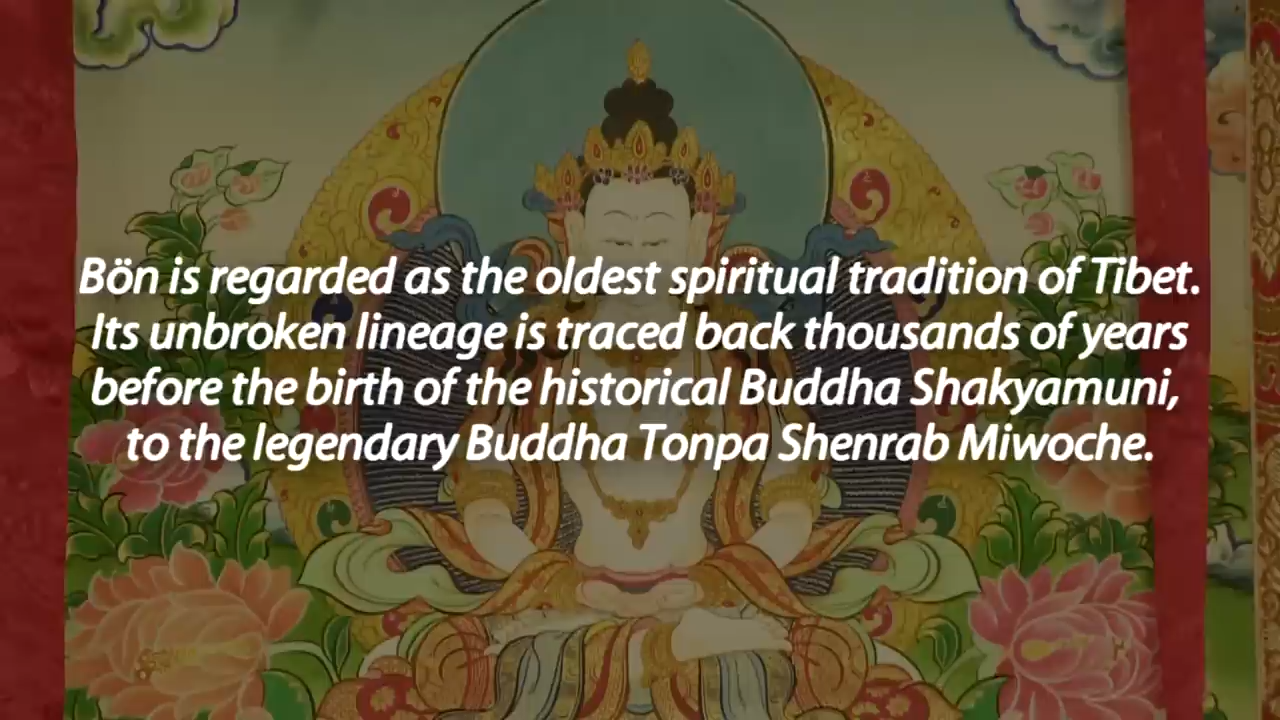 Bön is regarded as the oldest spiritual tradition of Tibet.
Its unbroken lineage is traced back thousands of years
before the birth of the historical Buddha Shakyamuni,
to the legendary Buddha Tonpa Shenrab Miwoche.